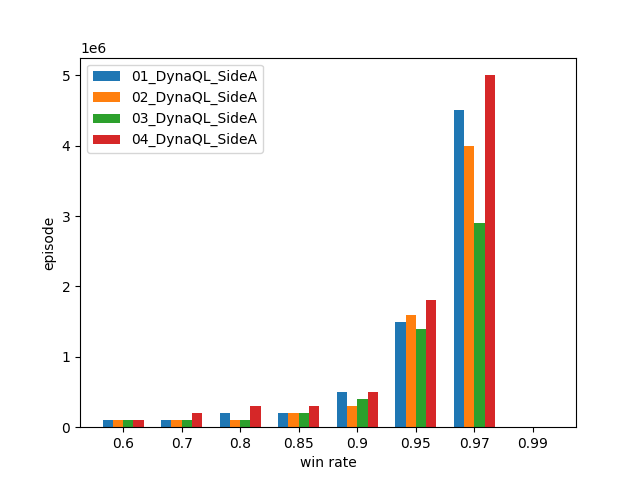 1e6
01_DynaQL_SideA
02_DynaQL_SideA
03_DynaQL_SideA
04_DynaQL_SideA
5
4
3
2
1
0
episode
0.6 0.7 0.8 0.85 0.9 0.95 0.97 0.99
win rate